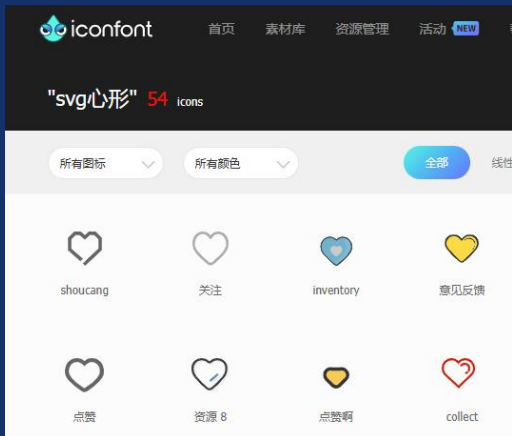 iconfont 首页 素材库 资源管理 活动 NEW
"svg心形" 54 icons
所有图标 所有颜色 全部 线性
shoucang 关注 inventory 意见反馈
点赞 资源 8 点赞啊 collect